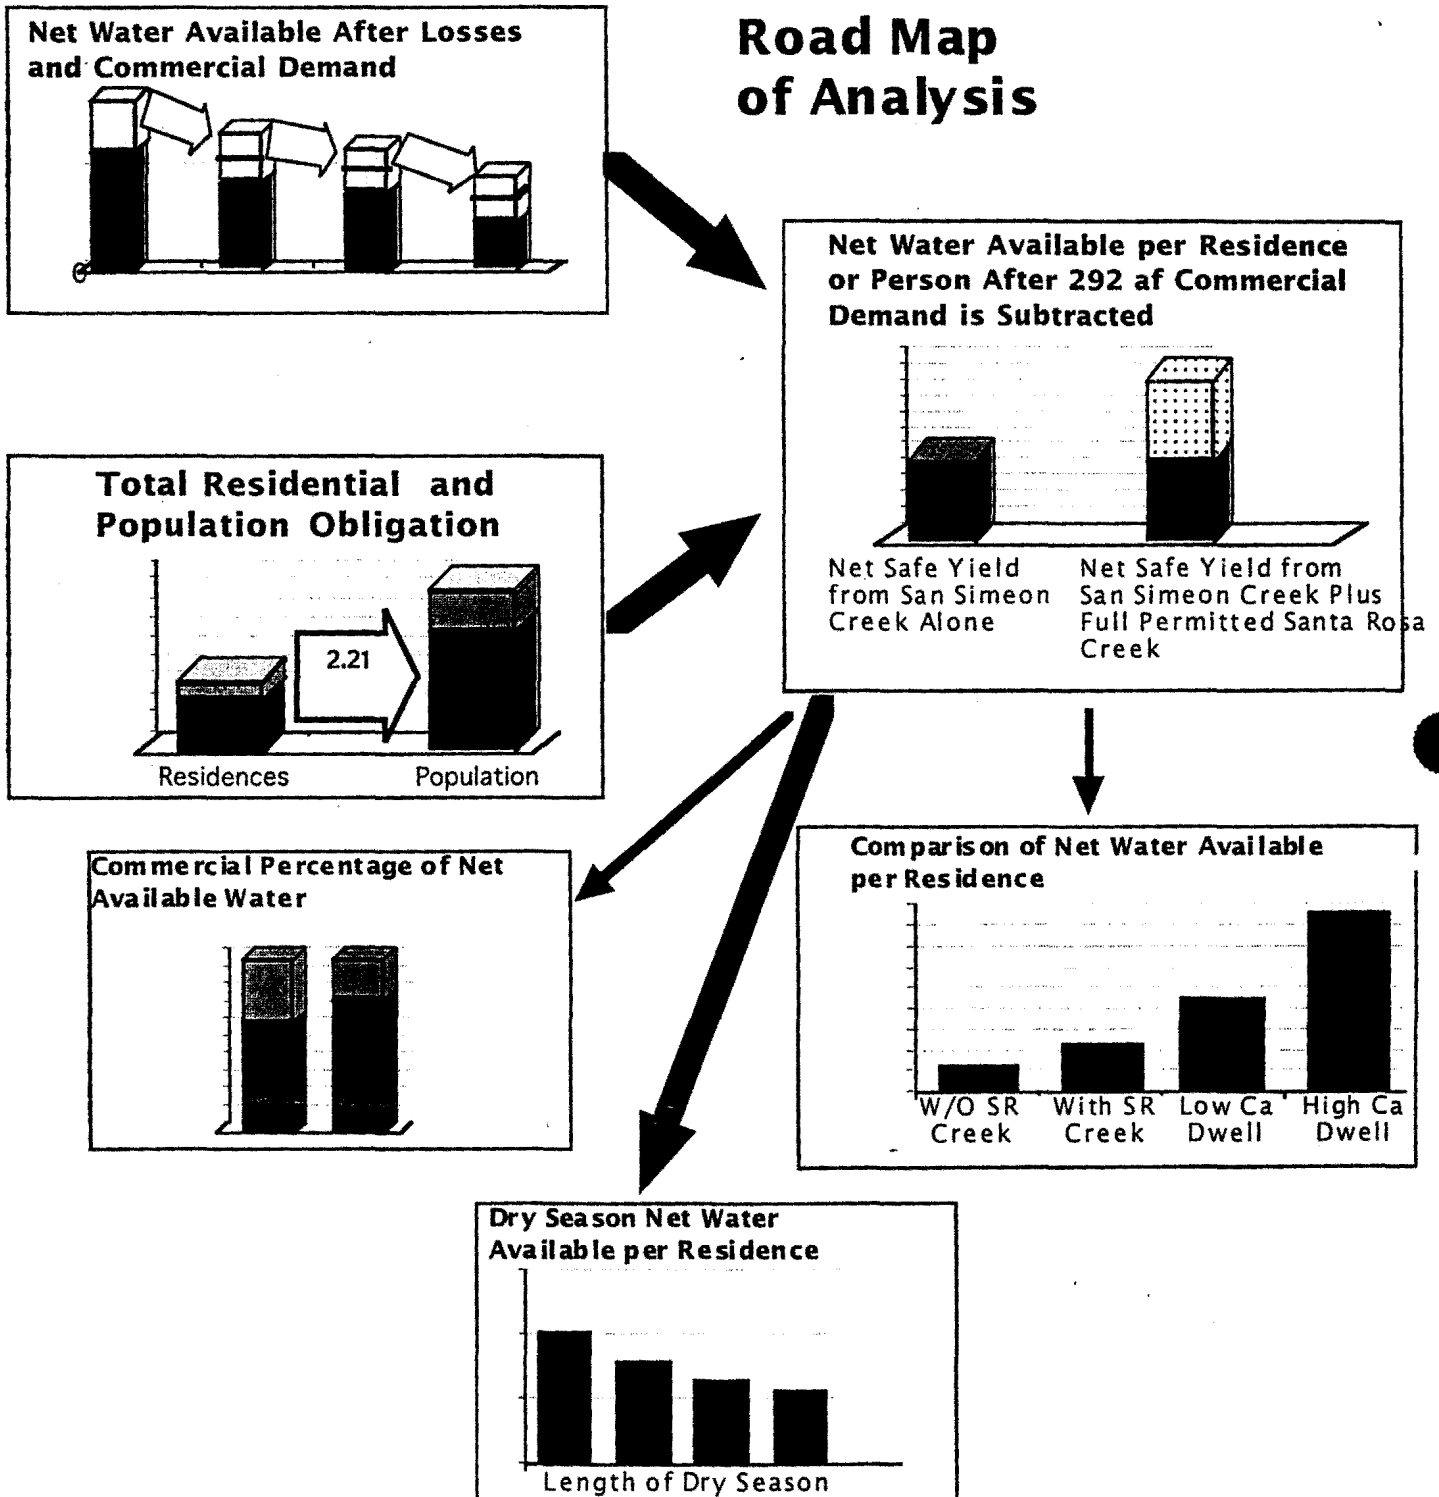 Road Map
of Analysis
Net Water Available After Losses
and Commercial Demand
0
Net Water Available per Residence
or Person After 292 af Commercial
Demand is Subtracted
Net Safe Yield
from San Simeon
Creek Alone
Net Safe Yield from
San Simeon Creek Plus
Full Permitted Santa Rosa
Creek
Total Residential and
Population Obligation
2.21
Residences
Population
Commercial Percentage of Net
Available Water
Comparison of Net Water Available
per Residence
W/O SR
Creek
With SR
Creek
Low Ca
Dwell
High Ca
Dwell
Dry Season Net Water
Available per Residence
Length of Dry Season